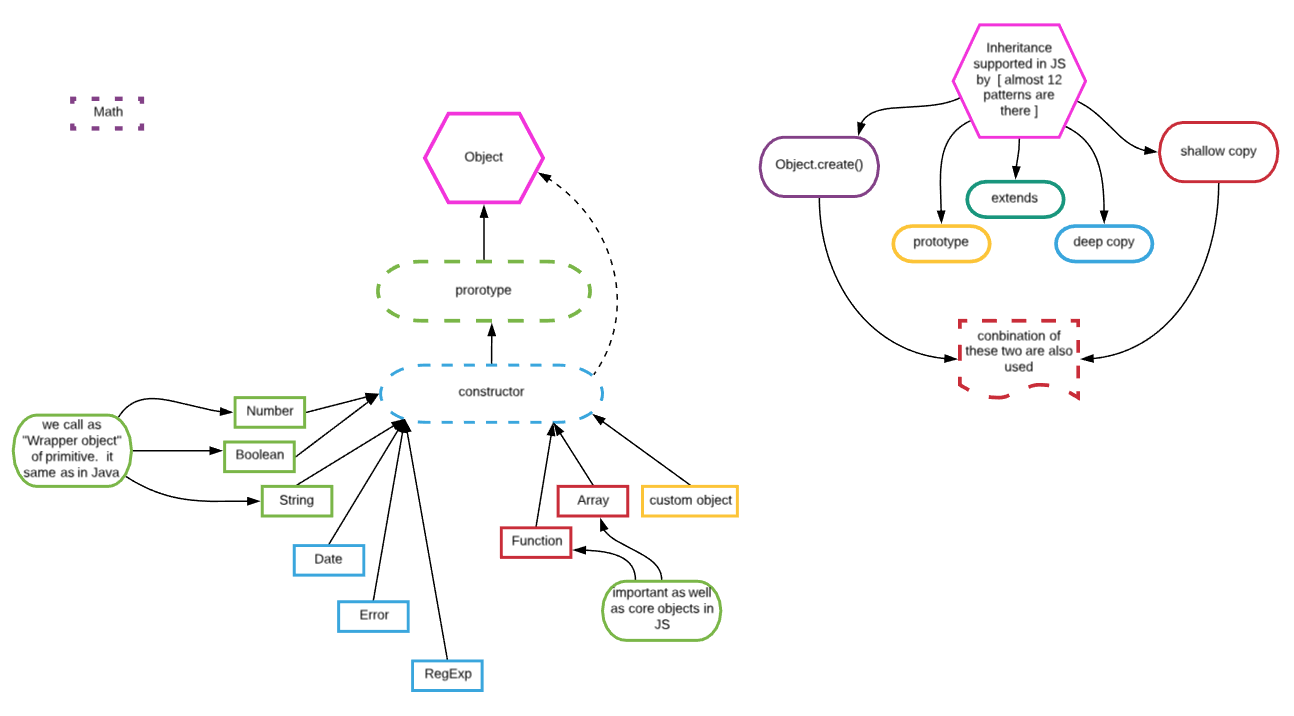 Math
Object
prorotype
constructor
Number
Boolean
String
we call as
"Wrapper object"
of primitive.  it
same as in Java
Date
Error
RegExp
Array
custom object
Function
important as well
as core objects in
JS
Inheritance
supported in JS
by  [ almost 12
patterns are
there ]
Object.create()
shallow copy
extends
prototype
deep copy
conbination of
these two are also
used